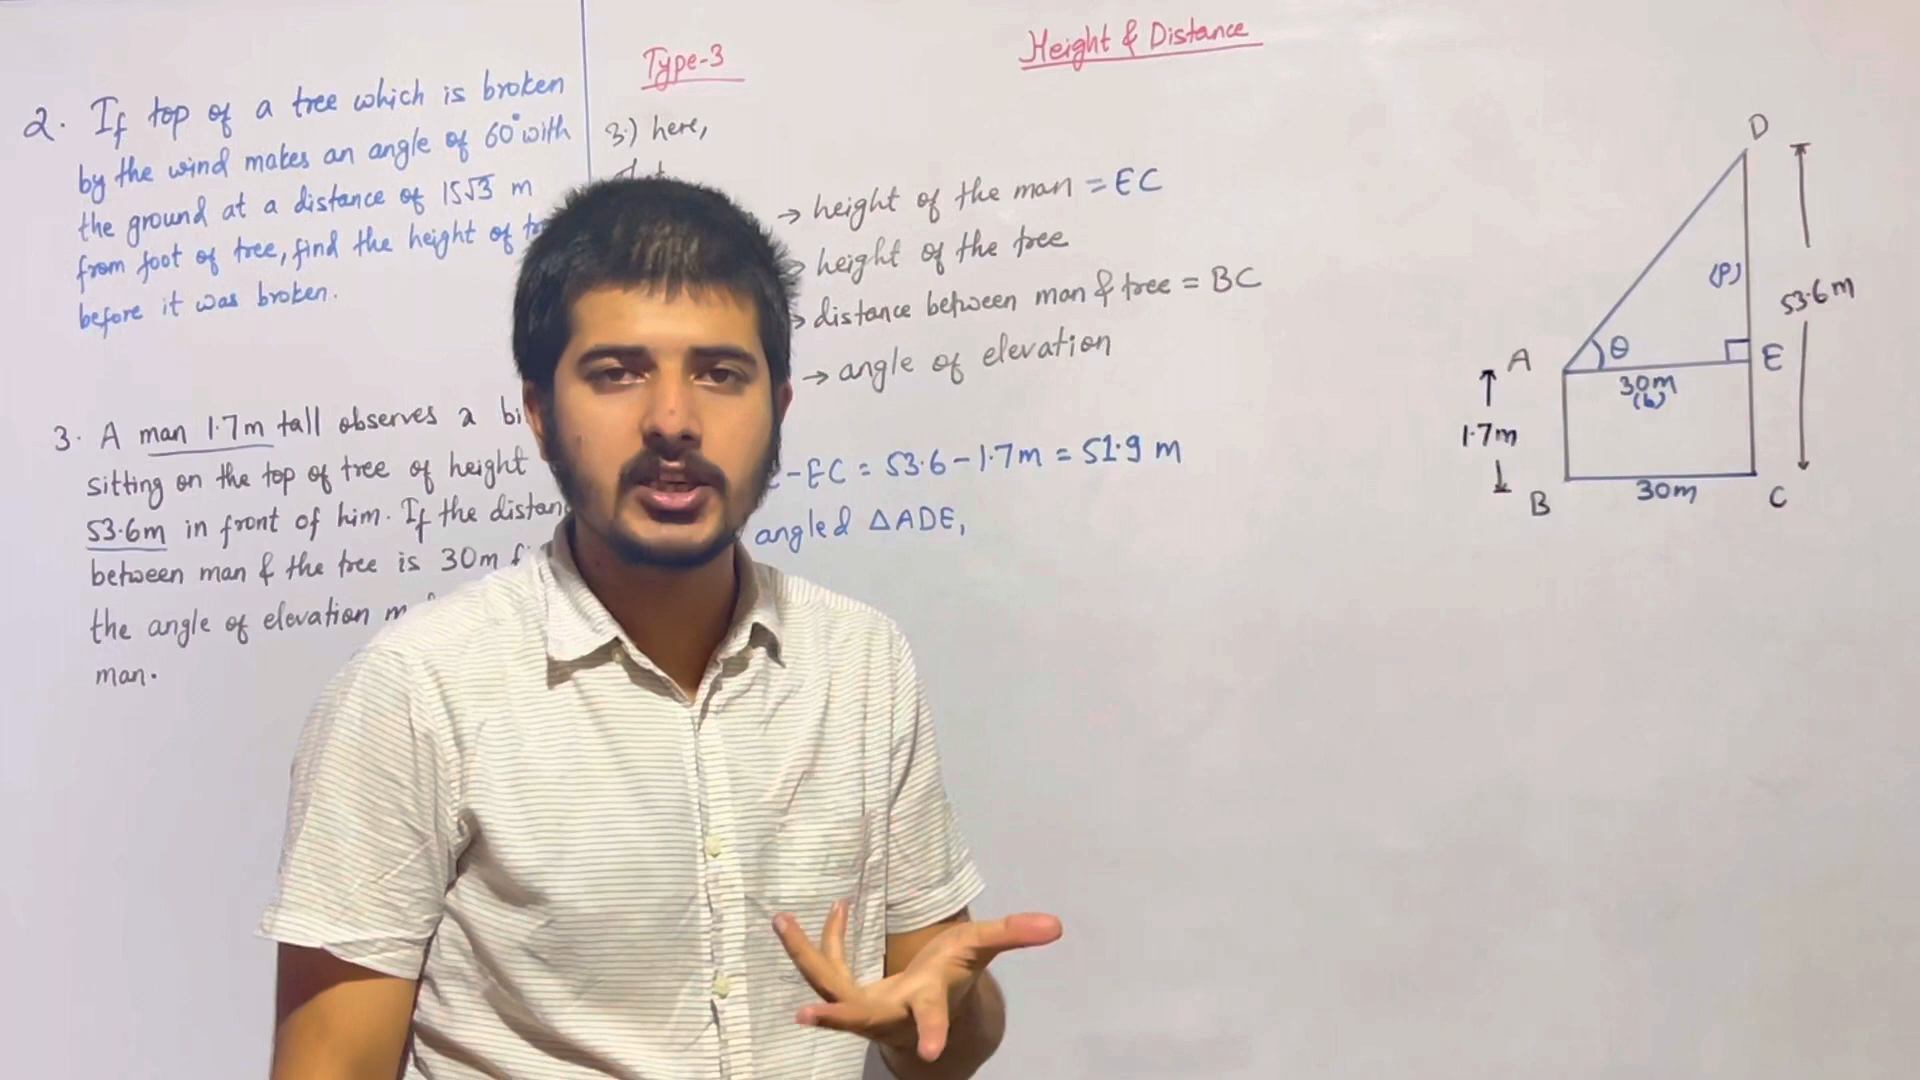 Height & Distance
Type-3
2. If top of a tree which is broken
by the wind makes an angle of 60° with
the ground at a distance of 15√3 m
from foot of tree, find the height of
before it was broken.
3. A man 1.7m tall observes a
sitting on the top of tree of height
53.6m in front of him. If the
between man & the tree is 30m
the angle of elevation
man.
3.) here,
→ height of the man = EC
→ height of the tree
→ distance between man & tree = BC
→ angle of elevation
-EC = 53.6-1.7m = 51.9 m
angled △ADE,
D
(P)
53.6m
A
θ
E
30m
(b)
1.7m
B
30m
C